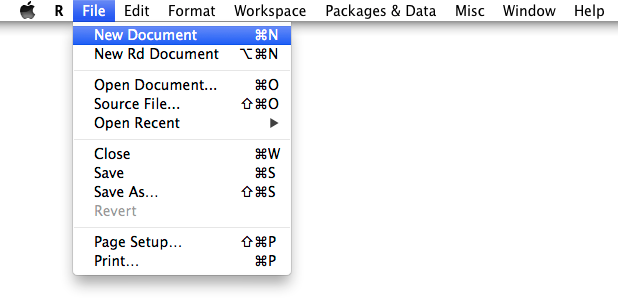 R File Edit Format Workspace Packages & Data Misc Window Help
New Document ⌘N
New Rd Document ⌥⌘N
Open Document... ⌘O
Source File... ⇧⌘O
Open Recent ▶
Close ⌘W
Save ⌘S
Save As... ⇧⌘S
Revert
Page Setup... ⇧⌘P
Print... ⌘P